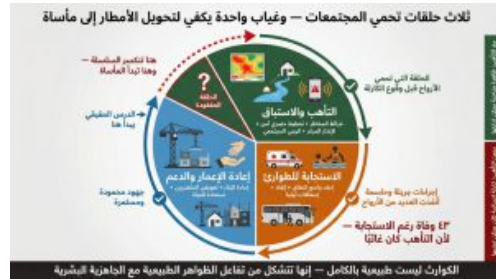 ثلاث حلقات تحمي المجتمعات — وغياب واحدة يكفي لتحويل الأمطار إلى مأساة
هنا تنكسر السلسلة —
وهنا تبدأ المأساة
?
الحلقة
المفقودة
الحلقة التي تحمي
الأرواح قبل وقوع الكارثة
التأهب والاستباق
الدرس الحقيقي
يبدأ هنا
إعادة الإعمار والدعم
الاستجابة للطوارئ
جهود محمودة
ومستمرة
إجراءات جريئة وحاسمة
أنقذت العديد من الأرواح
٤٣ وفاة رغم الاستجابة —
لأن التأهب كان غائبًا
الكوارث ليست طبيعية بالكامل — إنها تتشكل من تفاعل الظواهر الطبيعية مع الجاهزية البشرية